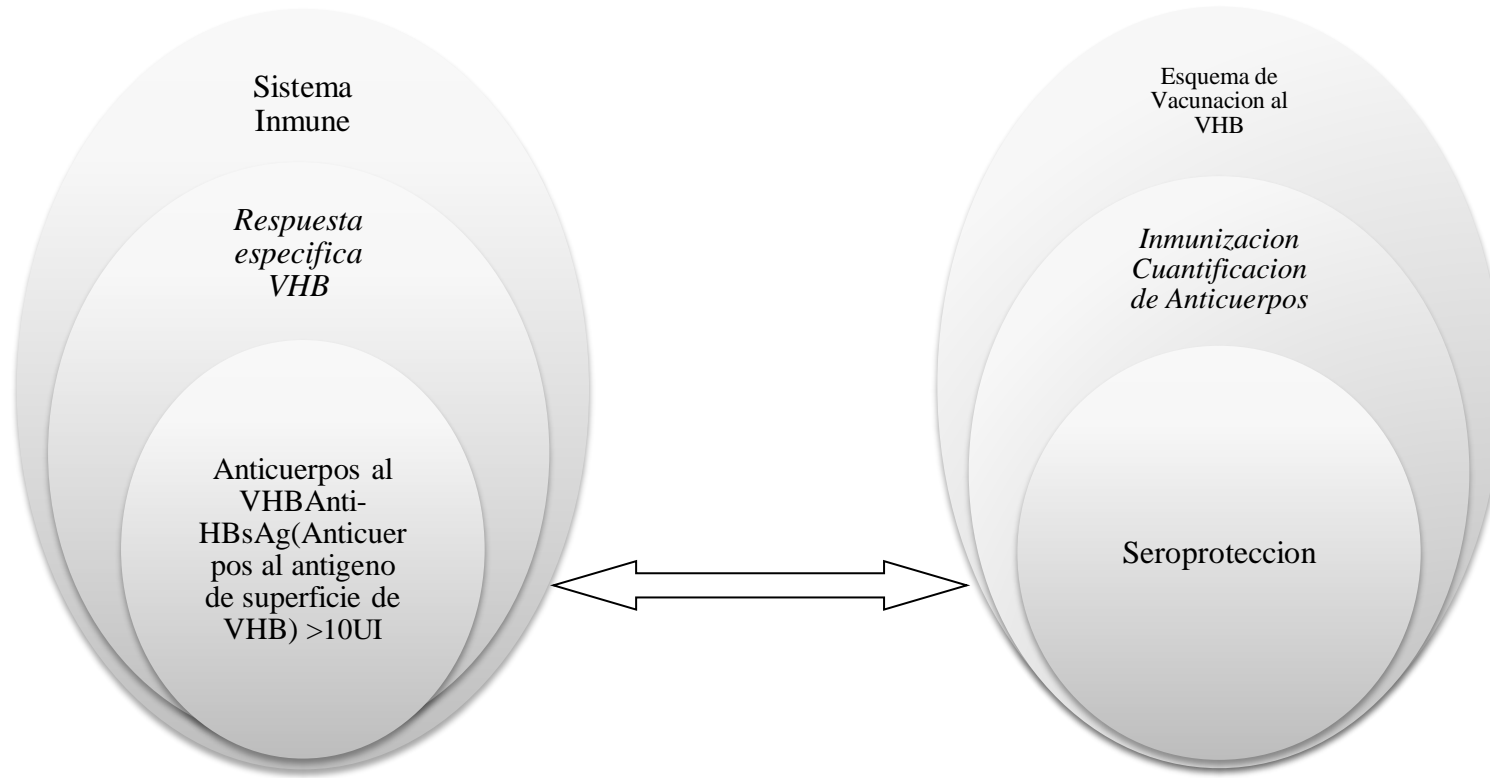 Sistema
Inmune
Respuesta
especifica
VHB
Anticuerpos al
VHBAnti-
HBsAg(Anticuer
pos al antigeno
de superficie de
VHB) >10UI
Esquema de
Vacunacion al
VHB
Inmunizacion
Cuantificacion
de Anticuerpos
Seroproteccion